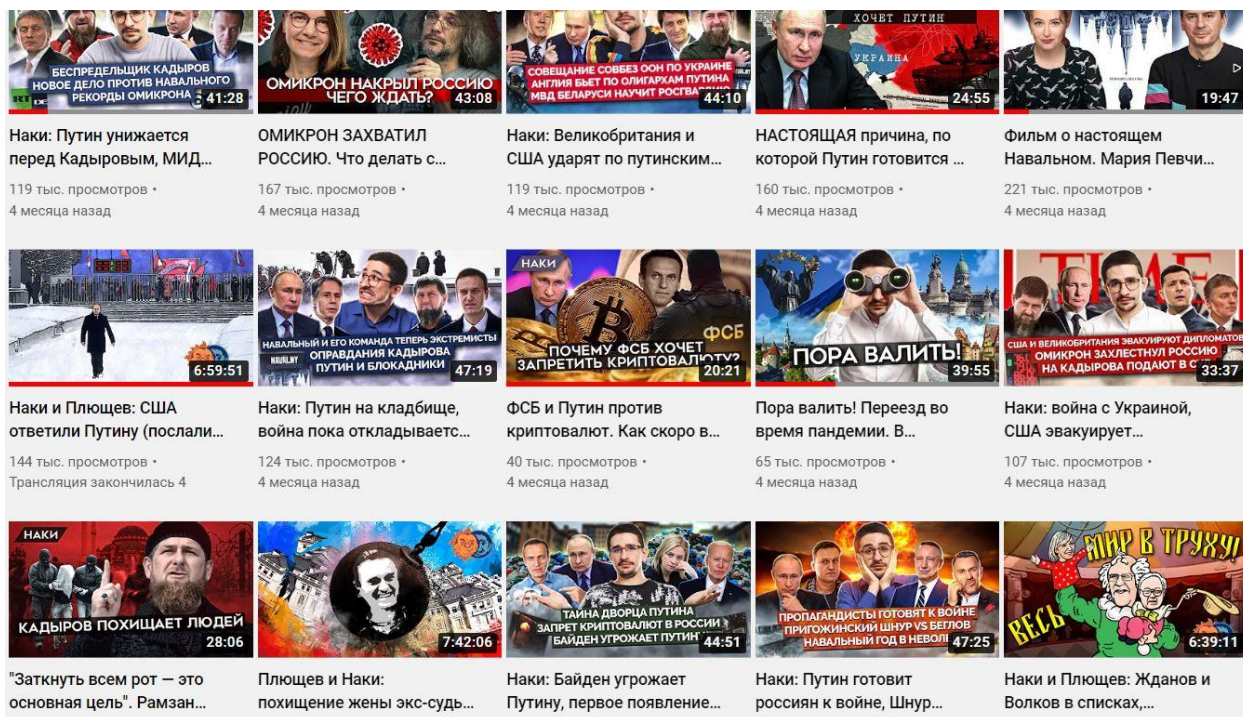 БЕСПРЕДЕЛЬЩИК КАДЫРОВ
НОВОЕ ДЕЛО ПРОТИВ НАВАЛЬНОГО
РЕКОРДЫ ОМИКРОНА
RT DE
41:28
Наки: Путин унижается
перед Кадыровым, МИД...
119 тыс. просмотров •
4 месяца назад
ОМИКРОН НАКРЫЛ РОССИЮ
ЧЕГО ЖДАТЬ?
43:08
ОМИКРОН ЗАХВАТИЛ
РОССИЮ. Что делать с...
167 тыс. просмотров •
4 месяца назад
СОВЕЩАНИЕ СОВБЕЗ ООН ПО УКРАИНЕ
АНГЛИЯ БЬЕТ ПО ОЛИГАРХАМ ПУТИНА
МВД БЕЛАРУСИ НАУЧИТ
44:10
Наки: Великобритания и
США ударят по путинским...
119 тыс. просмотров •
4 месяца назад
ХОЧЕТ ПУТИН
УКРАИНА
24:55
НАСТОЯЩАЯ причина, по
которой Путин готовится ...
160 тыс. просмотров •
4 месяца назад
19:47
Фильм о настоящем
Навальном. Мария Певчи...
221 тыс. просмотров •
4 месяца назад
6:59:51
Наки и Плющев: США
ответили Путину (послали...
144 тыс. просмотров •
Трансляция закончилась 4
НАВАЛЬНЫЙ И ЕГО КОМАНДА ТЕПЕРЬ ЭКСТРЕМИСТЫ
ОПРАВДАНИЯ КАДЫРОВА
ПУТИН И БЛОКАДНИКИ
NAVALNY
47:19
Наки: Путин на кладбище,
война пока откладываетс...
124 тыс. просмотров •
4 месяца назад
НАКИ
ФСБ
ПОЧЕМУ ФСБ ХОЧЕТ
ЗАПРЕТИТЬ КРИПТОВАЛЮТУ?
20:21
ФСБ и Путин против
криптовалют. Как скоро в...
40 тыс. просмотров •
4 месяца назад
ПОРА ВАЛИТЬ!
39:55
Пора валить! Переезд во
время пандемии. В...
65 тыс. просмотров •
4 месяца назад
TIME
США И ВЕЛИКОБРИТАНИЯ ЭВАКУИРУЮТ ДИПЛОМАТОВ
ОМИКРОН ЗАХЛЕСТНУЛ РОССИЮ
НА КАДЫРОВА ПОДАЮТ В
33:37
Наки: война с Украиной,
США эвакуирует...
107 тыс. просмотров •
4 месяца назад
НАКИ
КАДЫРОВ ПОХИЩАЕТ ЛЮДЕЙ
28:06
"Заткнуть всем рот — это
основная цель". Рамзан...
7:42:06
Плющев и Наки:
похищение жены экс-судь...
ТАЙНА ДВОРЦА ПУТИНА
ЗАПРЕТ КРИПТОВАЛЮТ В РОССИИ
БАЙДЕН УГРОЖАЕТ
44:51
Наки: Байден угрожает
Путину, первое появление...
ПРОПАГАНДИСТЫ ГОТОВЯТ К ВОЙНЕ
ПРИГОЖИНСКИЙ ШНУР VS БЕГЛОВ
НАВАЛЬНЫЙ ГОД В
47:25
Наки: Путин готовит
россиян к войне, Шнур...
ВЕСЬ МИР В ТРУХУ!
6:39:11
Наки и Плющев: Жданов и
Волков в списках,...